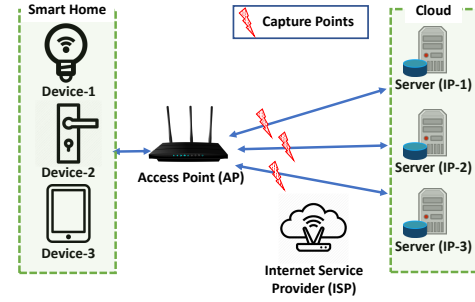 Smart Home
Device-1
Device-2
Device-3
Capture Points
Access Point (AP)
Internet Service
Provider (ISP)
Cloud
Server (IP-1)
Server (IP-2)
Server (IP-3)